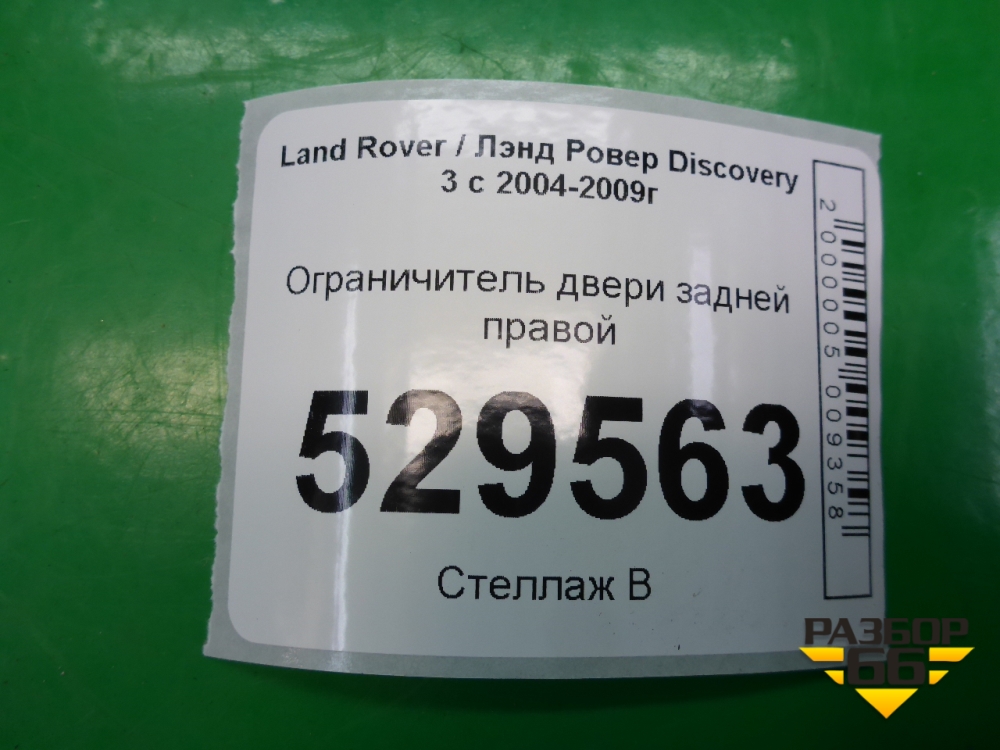 Land Rover / Лэнд Ровер Discovery
3 с 2004-2009г
Ограничитель двери задней
правой
529563
Стеллаж В
2000005009358
РАЗБОР
66